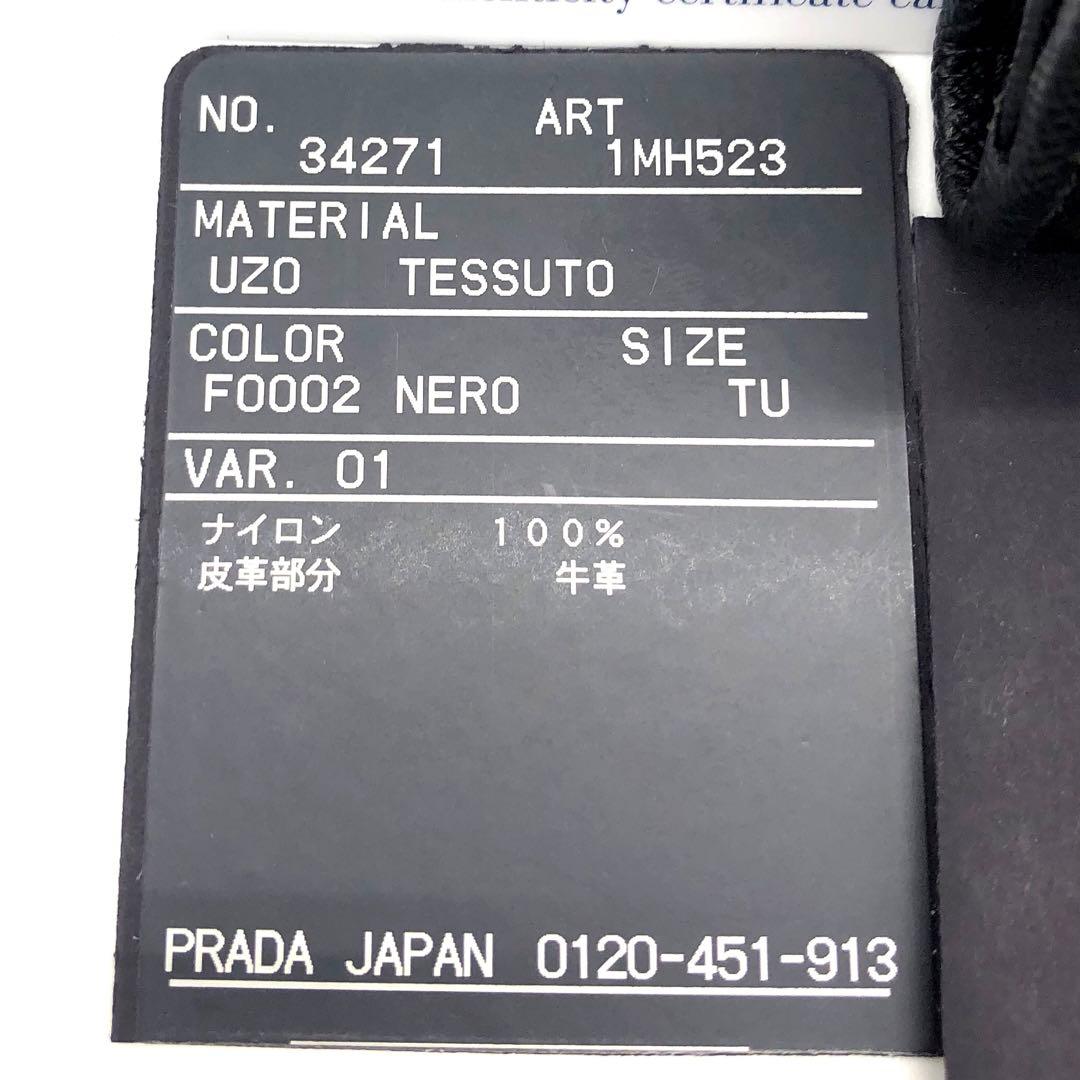 certificate
NO. ART
34271 1MH523
MATERIAL
UZO TESSUTO
COLOR SIZE
F0002 NERO TU
VAR. 01
ナイロン 100%
皮革部分 牛革
PRADA JAPAN 0120-451-913